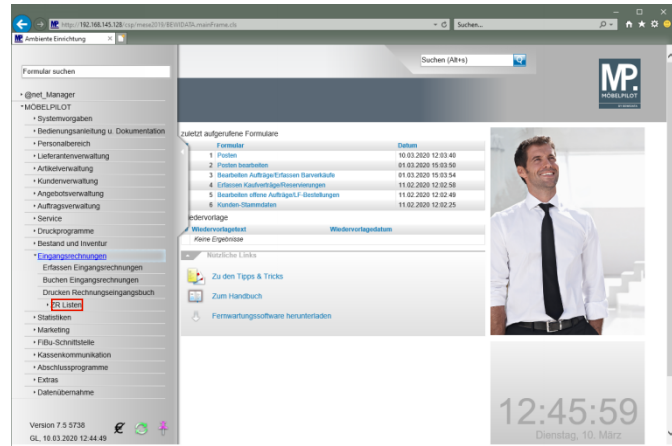 http://192.168.145.128/csp/mwsw2019/BEWIDATA.mainFrame.cls
Suchen...
Ambiente Einrichtung
Suchen (Alt+s)
Formular suchen
MP.
MÖBELPILOT
@net_Manager
MÖBELPILOT
Systemvorgaben
Bedienungsanleitung u. Dokumentation
Personalbereich
Lieferantenverwaltung
Artikelverwaltung
Kundenverwaltung
Angebotsverwaltung
Auftragsverwaltung
Service
Druckprogramme
Bestand und Inventur
Eingangsrechnungen
Erfassen Eingangsrechnungen
Buchen Eingangsrechnungen
Drucken Rechnungseingangsbuch
ZR Listen
Statistiken
Marketing
FiBu-Schnittstelle
Kassenkommunikation
Abschlussprogramme
Extras
Datenübernahme
Version 7.5 5738
GL, 10.03.2020 12:44:49
zuletzt aufgerufene Formulare
Formular Datum
1 Posten 10.03.2020 12:03:40
2 Posten bearbeiten 01.03.2020 15:03:50
3 Bearbeiten Aufträge/Erfassen Barverkäufe 01.03.2020 15:03:54
4 Erfassen Kaufverträge/Reservierungen 11.02.2020 12:02:58
5 Bearbeiten offene Aufträge/LF-Bestellungen 11.02.2020 12:02:49
6 Kunden-Stammdaten 11.02.2020 12:02:25
iedervorlage
Wiedervorlagetext Wiedervorlagedatum
Keine Ergebnisse
Nützliche Links
Zu den Tipps & Tricks
Zum Handbuch
Fernwartungssoftware herunterladen
12:45:59
Dienstag, 10. März